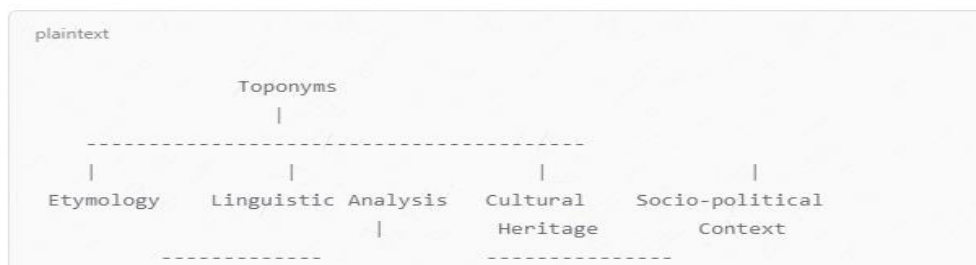 plaintext
Toponyms
|
----------------------------------------
| | | |
Etymology Linguistic Analysis Cultural Socio-political
| Heritage Context
------------- ---------------